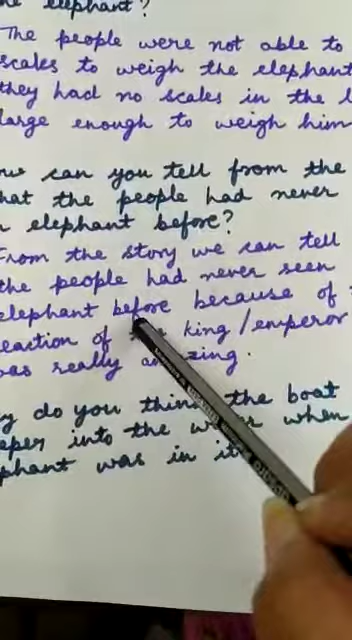 elephant?
The people were not able to
scales to weigh the elephant
they had no scales in the
large enough to weigh him
can you tell from the
that the people had never
elephant before?
From the story we can tell
the people had never seen
elephant before because of
reaction of king/emperor
was really
do you think the boat
into the when
was in it